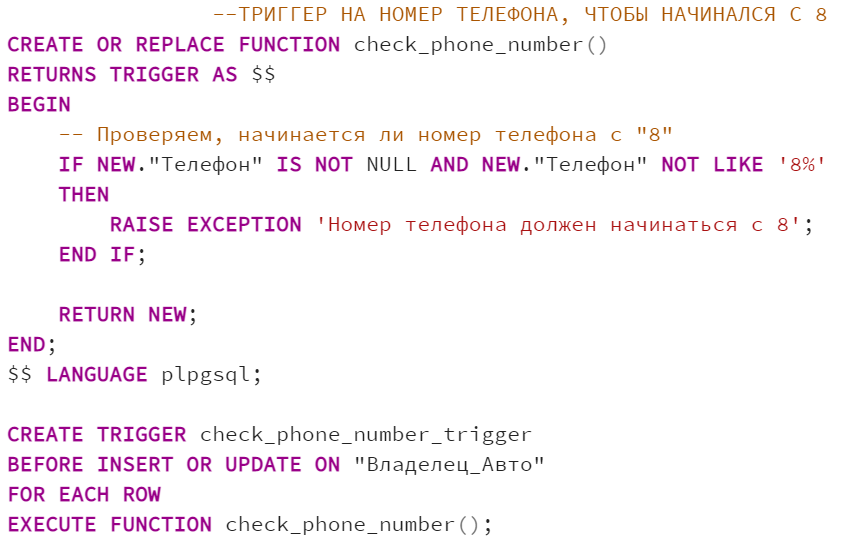 --ТРИГГЕР НА НОМЕР ТЕЛЕФОНА, ЧТОБЫ НАЧИНАЛСЯ С 8
CREATE OR REPLACE FUNCTION check_phone_number()
RETURNS TRIGGER AS $$
BEGIN
    -- Проверяем, начинается ли номер телефона с "8"
    IF NEW."Телефон" IS NOT NULL AND NEW."Телефон" NOT LIKE '8%'
    THEN
        RAISE EXCEPTION 'Номер телефона должен начинаться с 8';
    END IF;

    RETURN NEW;
END;
$$ LANGUAGE plpgsql;

CREATE TRIGGER check_phone_number_trigger
BEFORE INSERT OR UPDATE ON "Владелец_Авто"
FOR EACH ROW
EXECUTE FUNCTION check_phone_number();